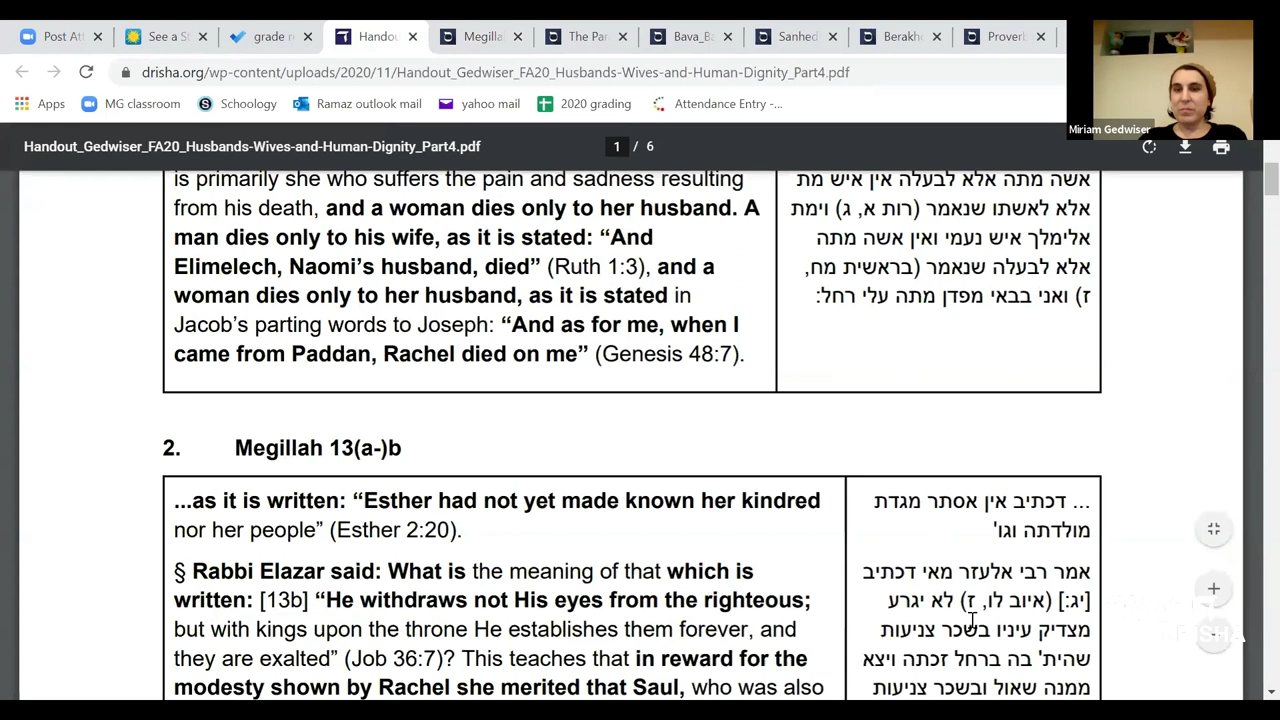 Post Att
See a S
grade r
Handou
Megilla
The Par
Bava_Ba
Sanhed
Berakho
Proverb
drisha.org/wp-content/uploads/2020/11/Handout_Gedwiser_FA20_Husbands-Wives-and-Human-Dignity_Part4.pdf
Apps
MG classroom
Schoology
Ramaz outlook mail
yahoo mail
2020 grading
Attendance Entry -...
Miriam Gedwiser
Handout_Gedwiser_FA20_Husbands-Wives-and-Human-Dignity_Part4.pdf
1 / 6
is primarily she who suffers the pain and sadness resulting
from his death, and a woman dies only to her husband. A
man dies only to his wife, as it is stated: “And
Elimelech, Naomi’s husband, died” (Ruth 1:3), and a
woman dies only to her husband, as it is stated in
Jacob’s parting words to Joseph: “And as for me, when I
came from Paddan, Rachel died on me” (Genesis 48:7).
אשה מתה אלא לבעלה אין איש מת
אלא לאשתו שנאמר (רות א, ג) וימת
אלימלך איש נעמי ואין אשה מתה
אלא לבעלה שנאמר (בראשית מח,
ז) ואני בבאי מפדן מתה עלי רחל:
2. Megillah 13(a-)b
...as it is written: “Esther had not yet made known her kindred
nor her people” (Esther 2:20).
§ Rabbi Elazar said: What is the meaning of that which is
written: [13b] “He withdraws not His eyes from the righteous;
but with kings upon the throne He establishes them forever, and
they are exalted” (Job 36:7)? This teaches that in reward for the
modesty shown by Rachel she merited that Saul, who was also
... דכתיב אין אסתר מגדת
מולדתה וגו'
אמר רבי אלעזר מאי דכתיב
[יג:] (איוב לו, ז) לא יגרע
מצדיק עיניו בשכר צניעות
שהית' בה ברחל זכתה ויצא
ממנה שאול ובשכר צניעות